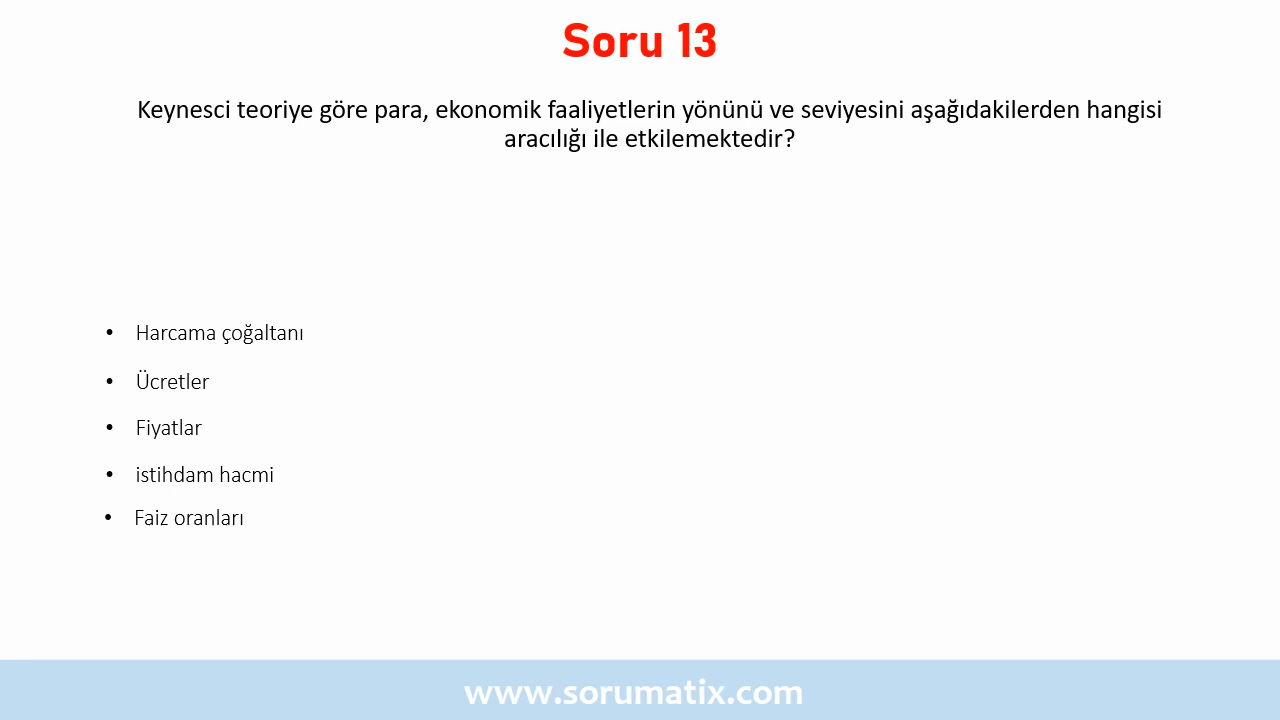 Soru 13
Keynesci teoriye göre para, ekonomik faaliyetlerin yönünü ve seviyesini aşağıdakilerden hangisi
aracılığı ile etkilemektedir?
• Harcama çoğaltanı
• Ücretler
• Fiyatlar
• istihdam hacmi
• Faiz oranları
www.sorumatix.com